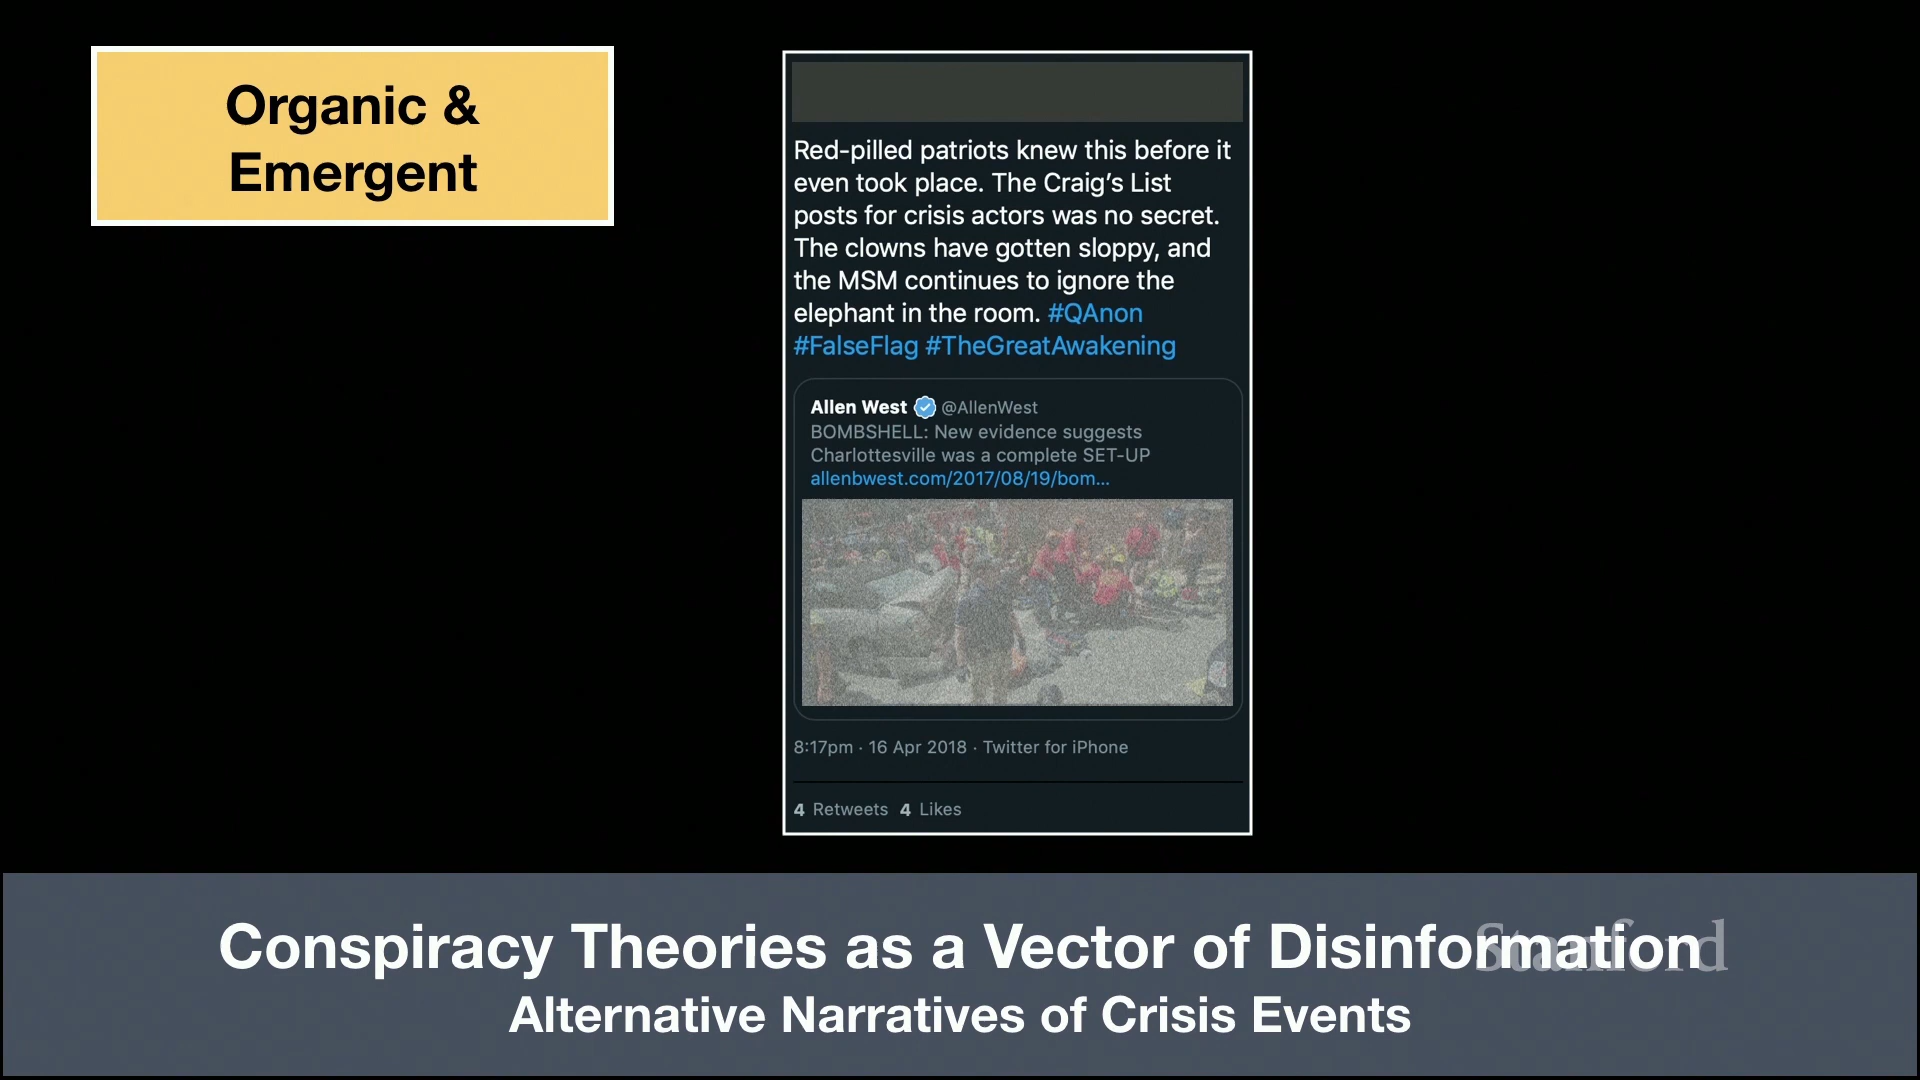 Organic &
Emergent
Red-pilled patriots knew this before it
even took place. The Craig’s List
posts for crisis actors was no secret.
The clowns have gotten sloppy, and
the MSM continues to ignore the
elephant in the room. #QAnon
#FalseFlag #TheGreatAwakening
Allen West @AllenWest
BOMBSHELL: New evidence suggests
Charlottesville was a complete SET-UP
allenbwest.com/2017/08/19/bom...
8:17pm · 16 Apr 2018 · Twitter for iPhone
4 Retweets 4 Likes
Conspiracy Theories as a Vector of Disinformation
Stanford
Alternative Narratives of Crisis Events